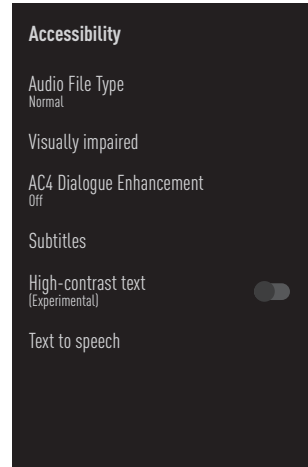 Accessibility
Audio File Type
Normal
Visually impaired
AC4 Dialogue Enhancement
Off
Subtitles
High-contrast text
(Experimental)
Text to speech